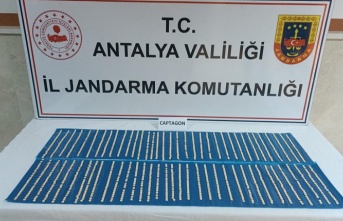 T.C.
ANTALYA VALİLİĞİ
İL JANDARMA KOMUTANLIĞI
CAPTAGON